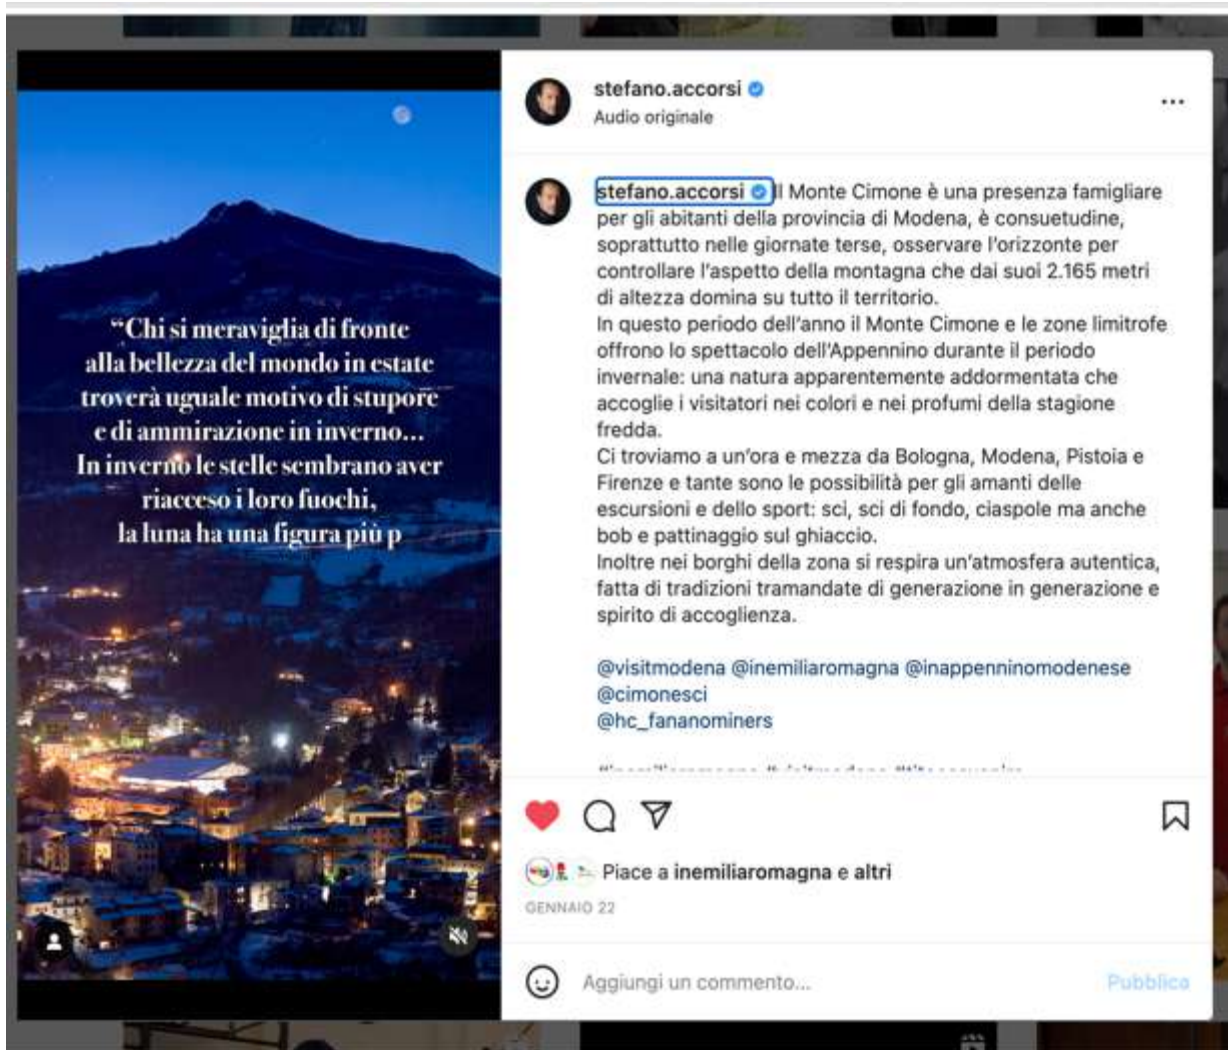 “Chi si meraviglia di fronte
alla bellezza del mondo in estate
troverà uguale motivo di stupore
e di ammirazione in inverno...
In inverno le stelle sembrano aver
riacceso i loro fuochi,
la luna ha una figura più p
stefano.accorsi
Audio originale
stefano.accorsi Il Monte Cimone è una presenza famigliare
per gli abitanti della provincia di Modena, è consuetudine,
soprattutto nelle giornate terse, osservare l'orizzonte per
controllare l'aspetto della montagna che dai suoi 2.165 metri
di altezza domina su tutto il territorio.
In questo periodo dell'anno il Monte Cimone e le zone limitrofe
offrono lo spettacolo dell'Appennino durante il periodo
invernale: una natura apparentemente addormentata che
accoglie i visitatori nei colori e nei profumi della stagione
fredda.
Ci troviamo a un'ora e mezza da Bologna, Modena, Pistoia e
Firenze e tante sono le possibilità per gli amanti delle
escursioni e dello sport: sci, sci di fondo, ciaspole ma anche
bob e pattinaggio sul ghiaccio.
Inoltre nei borghi della zona si respira un'atmosfera autentica,
fatta di tradizioni tramandate di generazione in generazione e
spirito di accoglienza.
@visitmodena @inemiliaromagna @inappenninomodenese
@cimonesci
@hc_fananominers
Piace a inemiliaromagna e altri
GENNAIO 22
Aggiungi un commento...
Pubblica